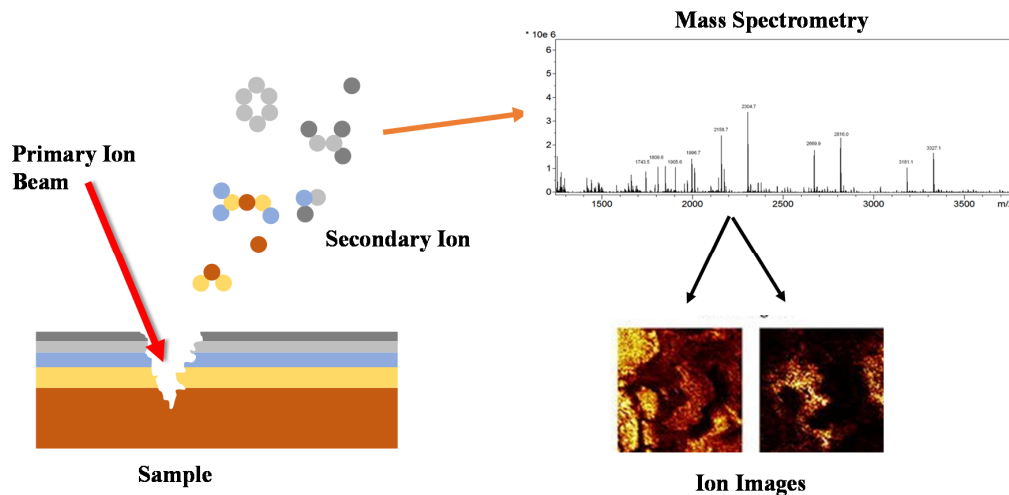 Mass Spectrometry
* 10e 6
6
5
4
3
2
1
0
1743.5
1809.6
1905.6
1996.7
2158.7
2304.7
2669.9
2816.0
3181.1
3327.1
1500
2000
2500
3000
3500
m/
Primary Ion
Beam
Secondary Ion
Sample
Ion Images